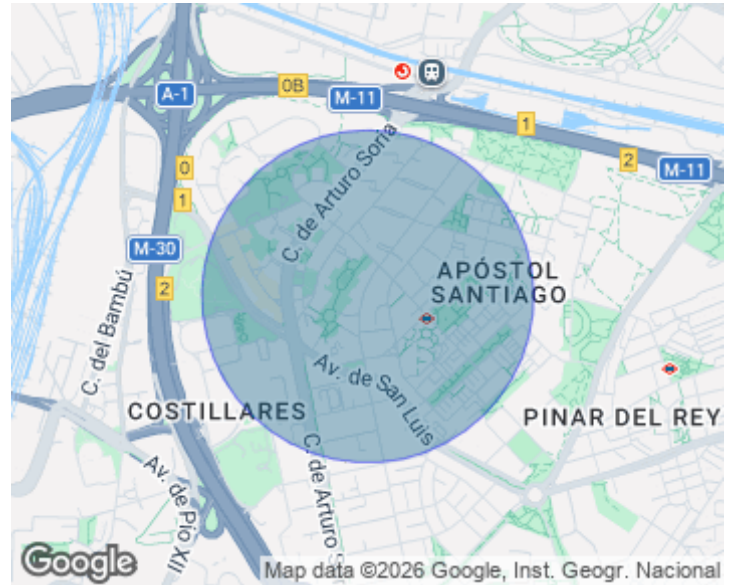 A-1
0B
M-11
1
2
M-11
C. de Arturo Soria
0
1
M-30
2
C. del Bambú
APÓSTOL
SANTIAGO
Av. de San Luis
COSTILLARES
PINAR DEL REY
C. de Arturo S
Av. de Pío XII
Google
Map data ©2026 Google, Inst. Geogr. Nacional